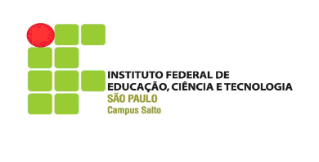 INSTITUTO FEDERAL DE
EDUCAÇÃO, CIÊNCIA E TECNOLOGIA
SÃO PAULO
Campus Salto